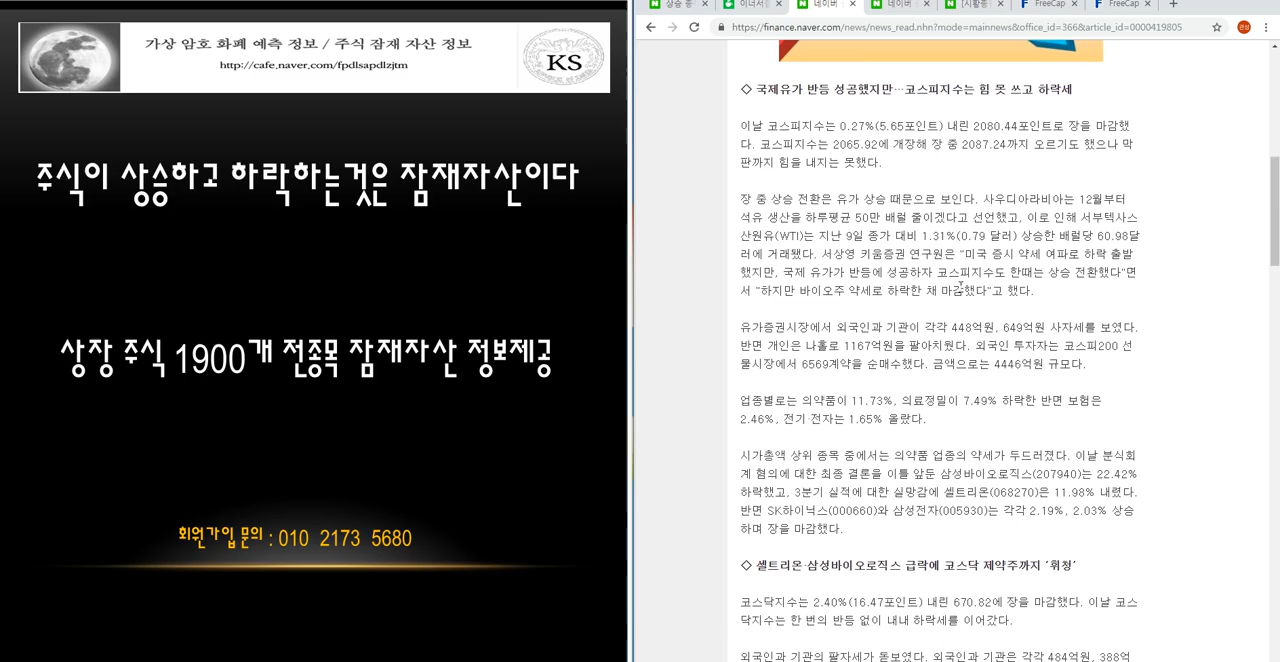 가상 암호 화폐 예측 정보 / 주식 잠재 자산 정보
http://cafe.naver.com/fpdlsapdlzjtm
KS
주식이 상승하고 하락하는것은 잠재자산이다
상장 주식 1900개 전종목 잠재자산 정보제공
회원가입 문의 : 010 2173 5680
상승 종
이너서
네이버
네이버
[시황종
FreeCap
FreeCap
https://finance.naver.com/news/news_read.nhn?mode=mainnews&office_id=366&article_id=0000419805
◇ 국제유가 반등 성공했지만…코스피지수는 힘 못 쓰고 하락세
이날 코스피지수는 0.27%(5.65포인트) 내린 2080.44포인트로 장을 마감했
다. 코스피지수는 2065.92에 개장해 장 중 2087.24까지 오르기도 했으나 막
판까지 힘을 내지는 못했다.
장 중 상승 전환은 유가 상승 때문으로 보인다. 사우디아라비아는 12월부터
석유 생산을 하루평균 50만 배럴 줄이겠다고 선언했고, 이로 인해 서부텍사스
산원유(WTI)는 지난 9일 종가 대비 1.31%(0.79 달러) 상승한 배럴당 60.98달
러에 거래됐다. 서상영 키움증권 연구원은 "미국 증시 약세 여파로 하락 출발
했지만, 국제 유가가 반등에 성공하자 코스피지수도 한때는 상승 전환했다"면
서 "하지만 바이오주 약세로 하락한 채 마감했다"고 했다.
유가증권시장에서 외국인과 기관이 각각 448억원, 649억원 사자세를 보였다.
반면 개인은 나홀로 1167억원을 팔아치웠다. 외국인 투자자는 코스피200 선
물시장에서 6569계약을 순매수했다. 금액으로는 4446억원 규모다.
업종별로는 의약품이 11.73%, 의료정밀이 7.49% 하락한 반면 보험은
2.46%, 전기·전자는 1.65% 올랐다.
시가총액 상위 종목 중에서는 의약품 업종의 약세가 두드러졌다. 이날 분식회
계 혐의에 대한 최종 결론을 이틀 앞둔 삼성바이오로직스(207940)는 22.42%
하락했고, 3분기 실적에 대한 실망감에 셀트리온(068270)은 11.98% 내렸다.
반면 SK하이닉스(000660)와 삼성전자(005930)는 각각 2.19%, 2.03% 상승
하며 장을 마감했다.
◇ 셀트리온·삼성바이오로직스 급락에 코스닥 제약주까지 '휘청'
코스닥지수는 2.40%(16.47포인트) 내린 670.82에 장을 마감했다. 이날 코스
닥지수는 한 번의 반등 없이 내내 하락세를 이어갔다.
외국인과 기관의 팔자세가 돋보였다. 외국인과 기관은 각각 484억원, 388억